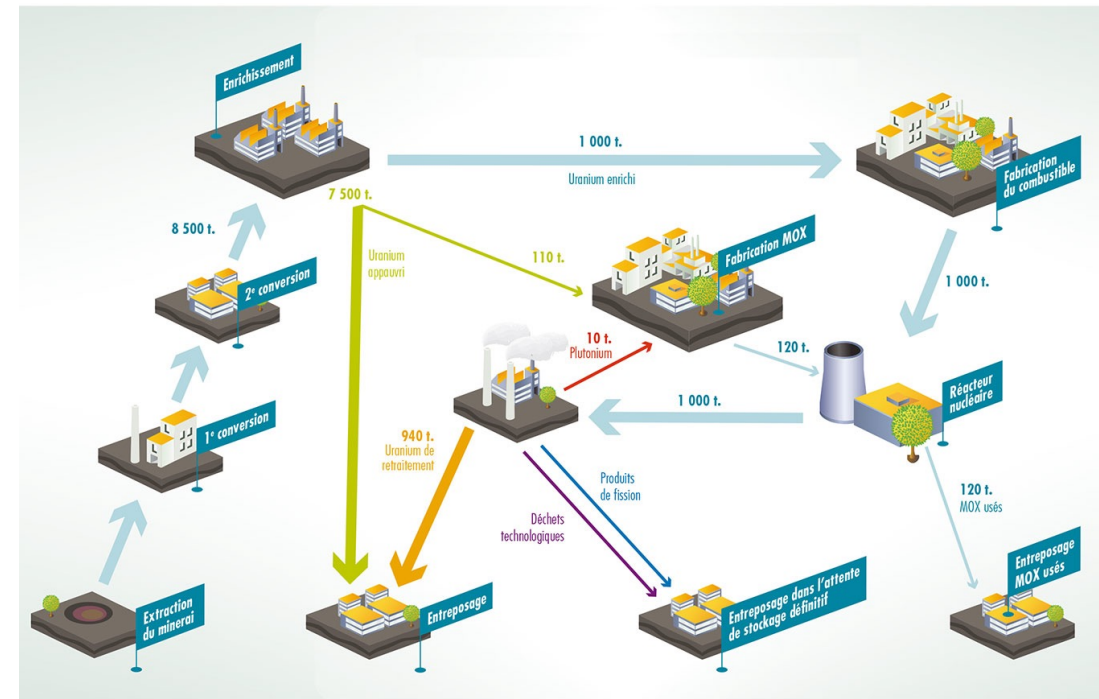 Enrichissement
1 000 t.
Uranium enrichi
Fabrication
du combustible
7 500 t.
8 500 t.
Uranium
appauvri
110 t.
Fabrication MOX
2e conversion
1 000 t.
10 t.
Plutonium
120 t.
Réacteur
nucléaire
1 000 t.
1e conversion
940 t.
Uranium de
retraitement
Produits
de fission
120 t.
MOX usés
Déchets
technologiques
Extraction
du minerai
Entreposage
Entreposage dans l'attente
de stockage définitif
Entreposage
MOX usés